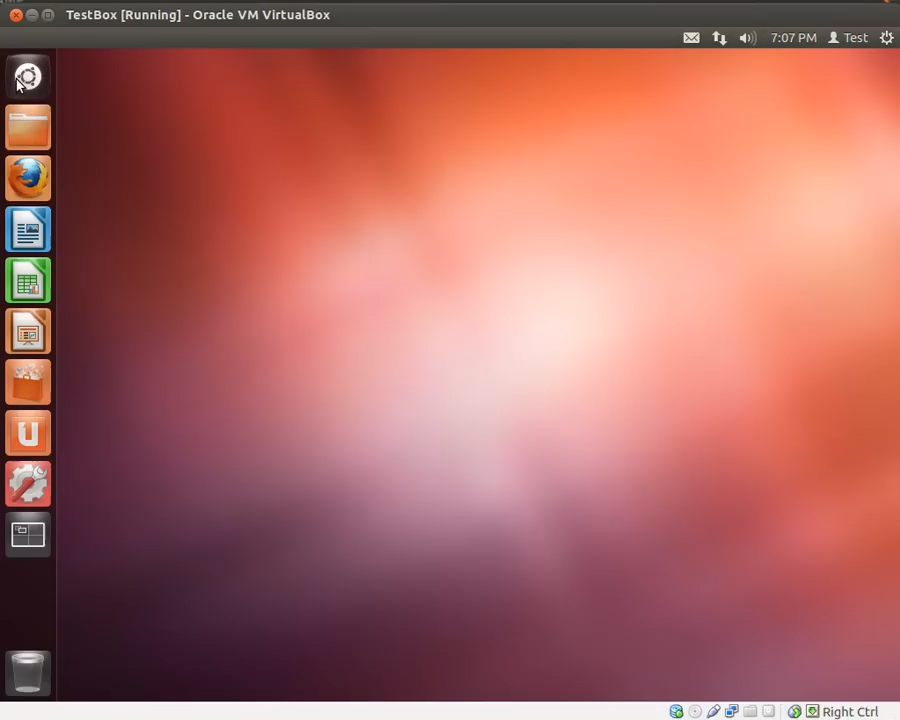 TestBox [Running] - Oracle VM VirtualBox
7:07 PM Test
U
Right Ctrl